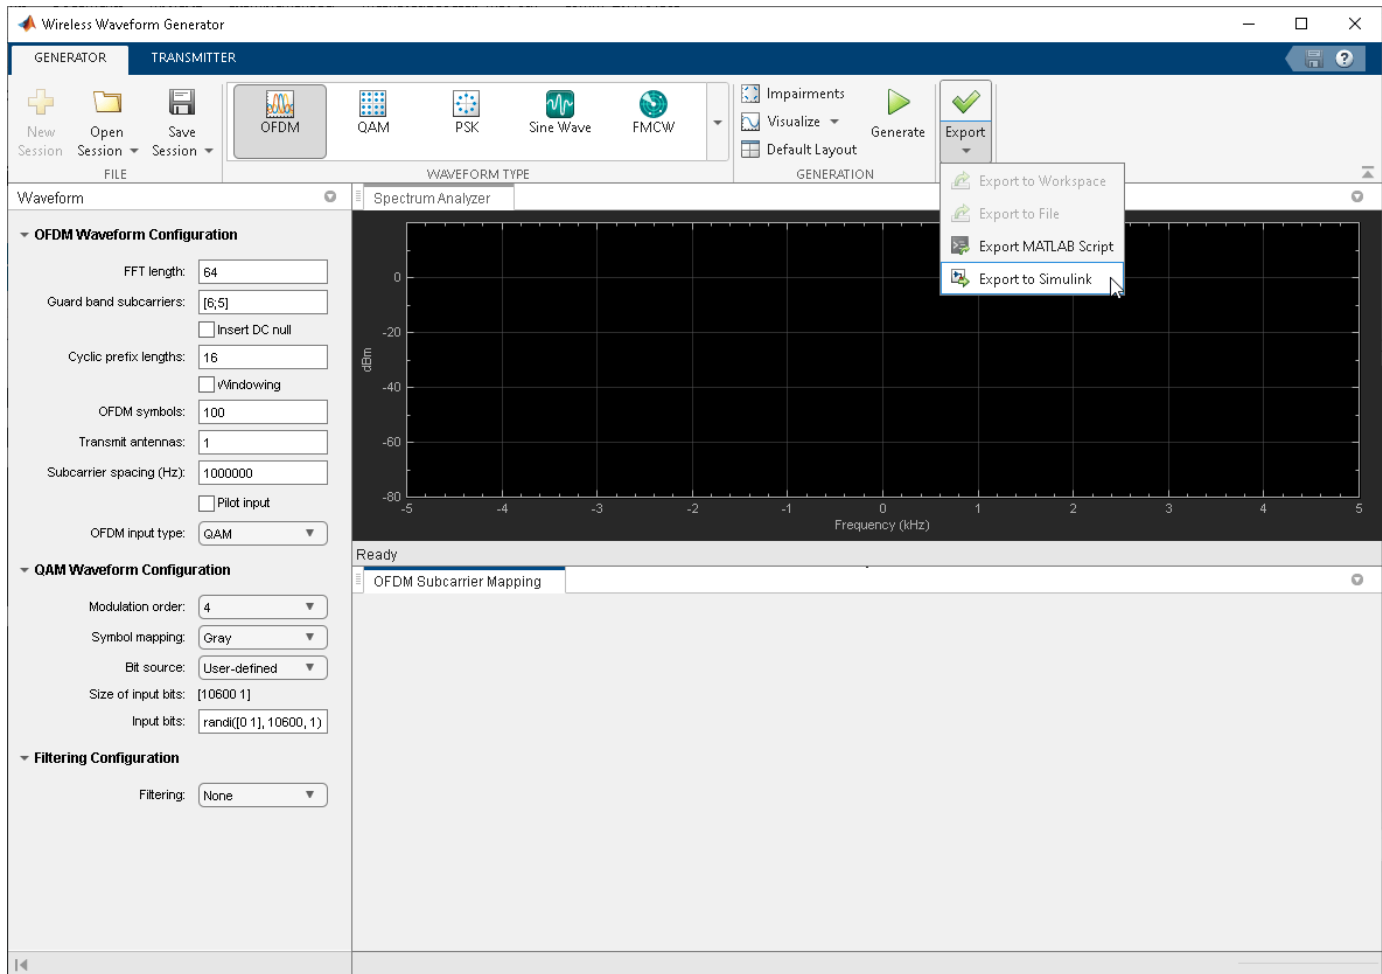 Wireless Waveform Generator
GENERATOR TRANSMITTER
New Session
Open Session
Save Session
FILE
OFDM QAM PSK Sine Wave FMCW
WAVEFORM TYPE
Impairments
Visualize
Default Layout
Generate
GENERATION
Export
Export to Workspace
Export to File
Export MATLAB Script
Export to Simulink
Waveform
OFDM Waveform Configuration
FFT length: 64
Guard band subcarriers: [6;5]
Insert DC null
Cyclic prefix lengths: 16
Windowing
OFDM symbols: 100
Transmit antennas: 1
Subcarrier spacing (Hz): 1000000
Pilot input
OFDM input type: QAM
QAM Waveform Configuration
Modulation order: 4
Symbol mapping: Gray
Bit source: User-defined
Size of input bits: [10600 1]
Input bits: randi([0 1], 10600, 1)
Filtering Configuration
Filtering: None
Spectrum Analyzer
0
-20
-40
-60
-80
dBm
-5 -4 -3 -2 -1 0 1 2 3 4 5
Frequency (kHz)
Ready
OFDM Subcarrier Mapping